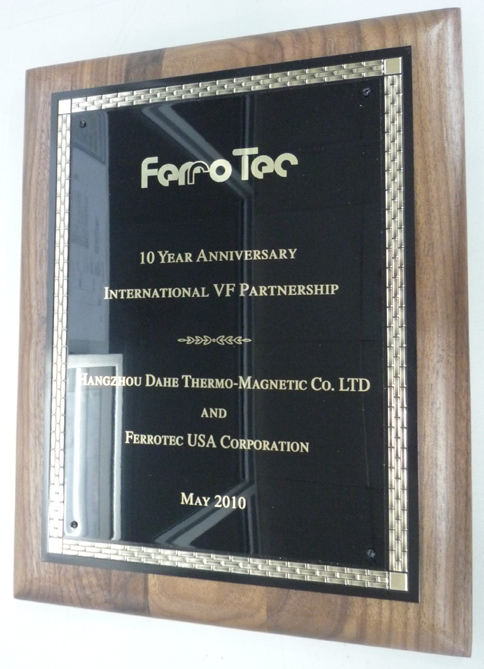 FerroTec
10 YEAR ANNIVERSARY
INTERNATIONAL VF PARTNERSHIP
HANGZHOU DAHE THERMO-MAGNETIC CO. LTD
AND
FERROTEC USA CORPORATION
MAY 2010